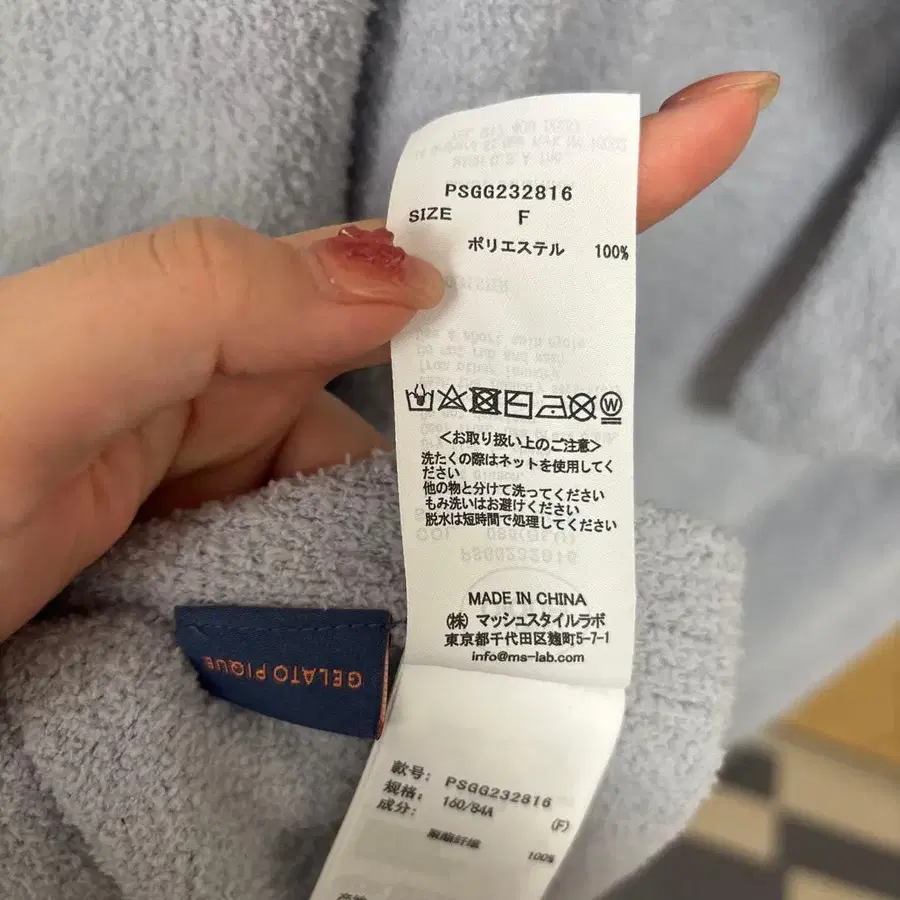 PSGG232816
SIZE F
ポリエステル 100%
W
<お取り扱い上のご注意>
洗たくの際はネットを使用してく
ださい
他の物と分けて洗ってください
もみ洗いはお避けください
脱水は短時間で処理してください
MADE IN CHINA
(株) マッシュスタイルラボ
東京都千代田区麹町5-7-1
info@ms-lab.com
GELATO PIQUE
款号: PSGG232816
规格: 160/84A (F)
成分:
聚酯纤维 100%